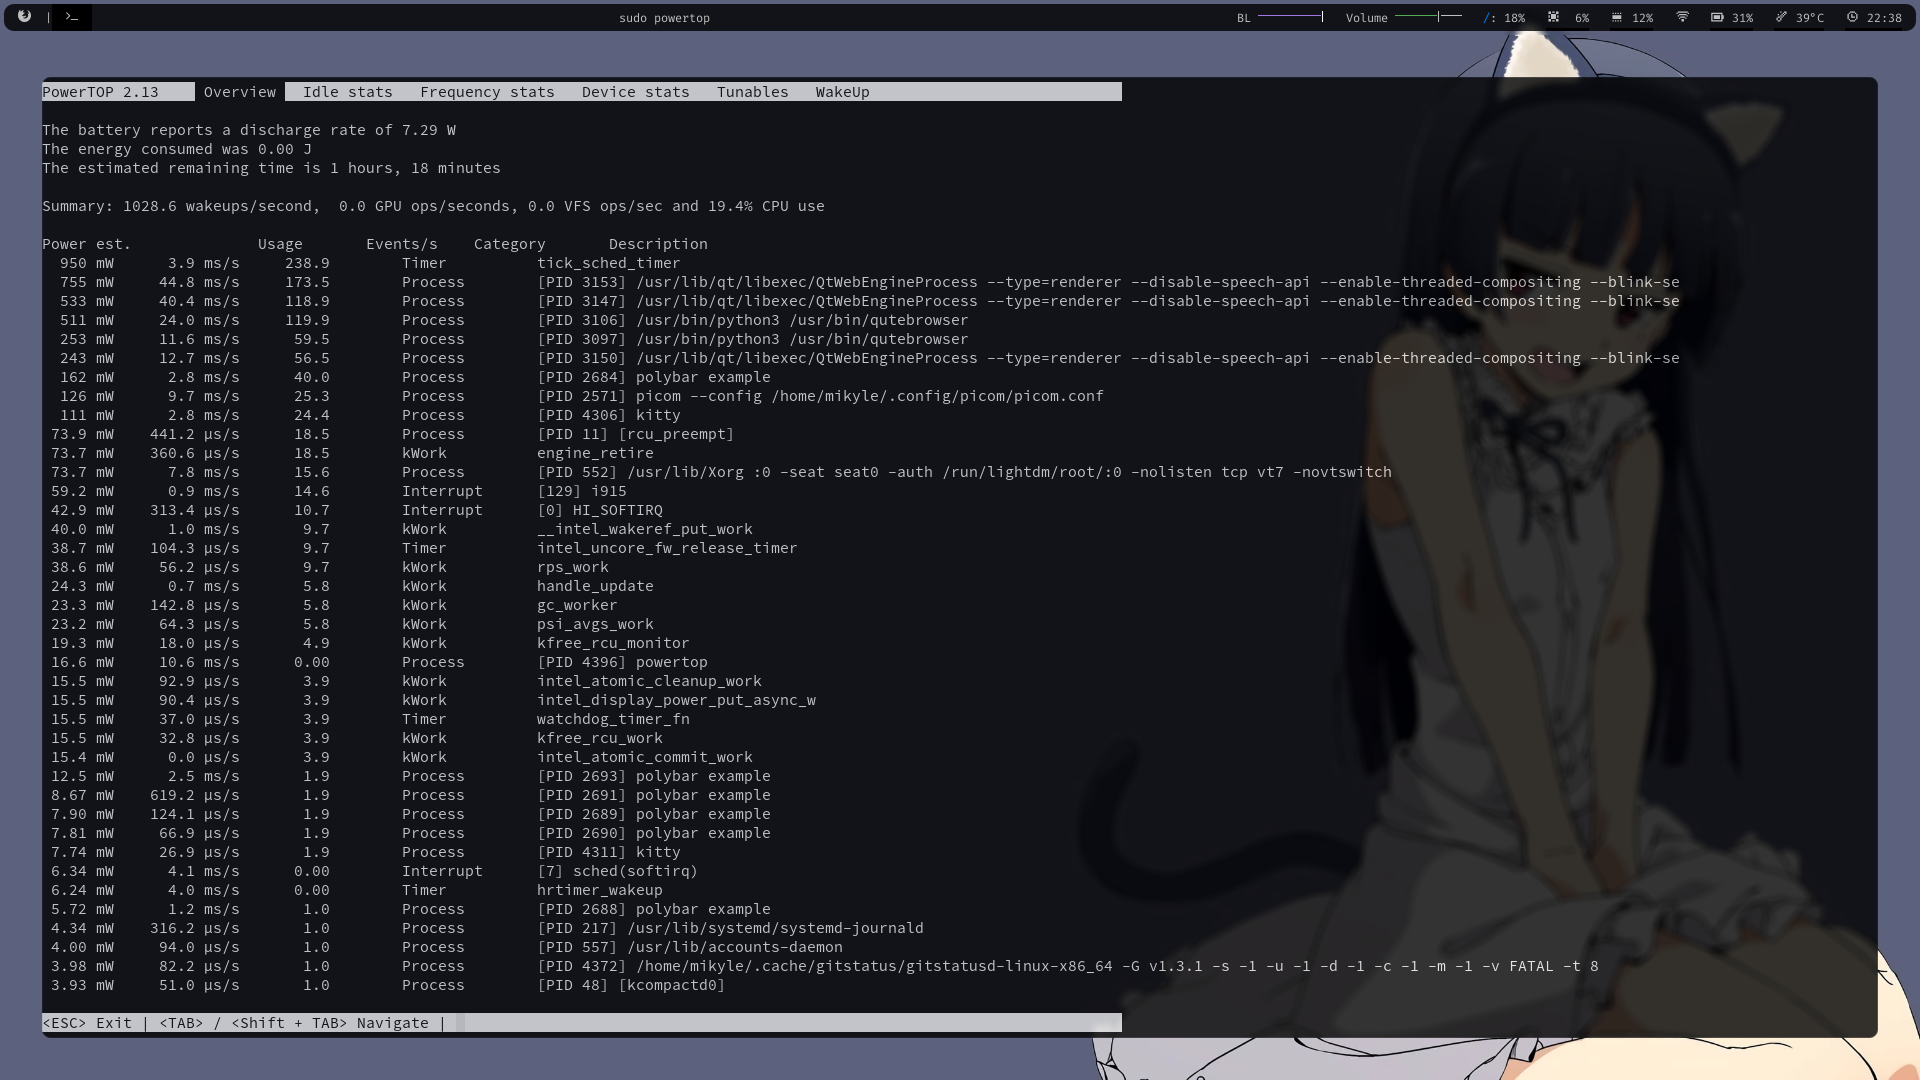 | >_ sudo powertop BL Volume /: 18% 6% 12% 31% 39°C 22:38
PowerTOP 2.13 Overview Idle stats Frequency stats Device stats Tunables WakeUp
The battery reports a discharge rate of 7.29 W
The energy consumed was 0.00 J
The estimated remaining time is 1 hours, 18 minutes
Summary: 1028.6 wakeups/second, 0.0 GPU ops/seconds, 0.0 VFS ops/sec and 19.4% CPU use
Power est. Usage Events/s Category Description
950 mW 3.9 ms/s 238.9 Timer tick_sched_timer
755 mW 44.8 ms/s 173.5 Process [PID 3153] /usr/lib/qt/libexec/QtWebEngineProcess --type=renderer --disable-speech-api --enable-threaded-compositing --blink-se
533 mW 40.4 ms/s 118.9 Process [PID 3147] /usr/lib/qt/libexec/QtWebEngineProcess --type=renderer --disable-speech-api --enable-threaded-compositing --blink-se
511 mW 24.0 ms/s 119.9 Process [PID 3106] /usr/bin/python3 /usr/bin/qutebrowser
253 mW 11.6 ms/s 59.5 Process [PID 3097] /usr/bin/python3 /usr/bin/qutebrowser
243 mW 12.7 ms/s 56.5 Process [PID 3150] /usr/lib/qt/libexec/QtWebEngineProcess --type=renderer --disable-speech-api --enable-threaded-compositing --blink-se
162 mW 2.8 ms/s 40.0 Process [PID 2684] polybar example
126 mW 9.7 ms/s 25.3 Process [PID 2571] picom --config /home/mikyle/.config/picom/picom.conf
111 mW 2.8 ms/s 24.4 Process [PID 4306] kitty
73.9 mW 441.2 µs/s 18.5 Process [PID 11] [rcu_preempt]
73.7 mW 360.6 µs/s 18.5 kWork engine_retire
73.7 mW 7.8 ms/s 15.6 Process [PID 552] /usr/lib/Xorg :0 -seat seat0 -auth /run/lightdm/root/:0 -nolisten tcp vt7 -novtswitch
59.2 mW 0.9 ms/s 14.6 Interrupt [129] i915
42.9 mW 313.4 µs/s 10.7 Interrupt [0] HI_SOFTIRQ
40.0 mW 1.0 ms/s 9.7 kWork __intel_wakeref_put_work
38.7 mW 104.3 µs/s 9.7 Timer intel_uncore_fw_release_timer
38.6 mW 56.2 µs/s 9.7 kWork rps_work
24.3 mW 0.7 ms/s 5.8 kWork handle_update
23.3 mW 142.8 µs/s 5.8 kWork gc_worker
23.2 mW 64.3 µs/s 5.8 kWork psi_avgs_work
19.3 mW 18.0 µs/s 4.9 kWork kfree_rcu_monitor
16.6 mW 10.6 ms/s 0.00 Process [PID 4396] powertop
15.5 mW 92.9 µs/s 3.9 kWork intel_atomic_cleanup_work
15.5 mW 90.4 µs/s 3.9 kWork intel_display_power_put_async_w
15.5 mW 37.0 µs/s 3.9 Timer watchdog_timer_fn
15.5 mW 32.8 µs/s 3.9 kWork kfree_rcu_work
15.4 mW 0.0 µs/s 3.9 kWork intel_atomic_commit_work
12.5 mW 2.5 ms/s 1.9 Process [PID 2693] polybar example
8.67 mW 619.2 µs/s 1.9 Process [PID 2691] polybar example
7.90 mW 124.1 µs/s 1.9 Process [PID 2689] polybar example
7.81 mW 66.9 µs/s 1.9 Process [PID 2690] polybar example
7.74 mW 26.9 µs/s 1.9 Process [PID 4311] kitty
6.34 mW 4.1 ms/s 0.00 Interrupt [7] sched(softirq)
6.24 mW 4.0 ms/s 0.00 Timer hrtimer_wakeup
5.72 mW 1.2 ms/s 1.0 Process [PID 2688] polybar example
4.34 mW 316.2 µs/s 1.0 Process [PID 217] /usr/lib/systemd/systemd-journald
4.00 mW 94.0 µs/s 1.0 Process [PID 557] /usr/lib/accounts-daemon
3.98 mW 82.2 µs/s 1.0 Process [PID 4372] /home/mikyle/.cache/gitstatus/gitstatusd-linux-x86_64 -G v1.3.1 -s -1 -u -1 -d -1 -c -1 -m -1 -v FATAL -t 8
3.93 mW 51.0 µs/s 1.0 Process [PID 48] [kcompactd0]
<ESC> Exit | <TAB> / <Shift + TAB> Navigate |